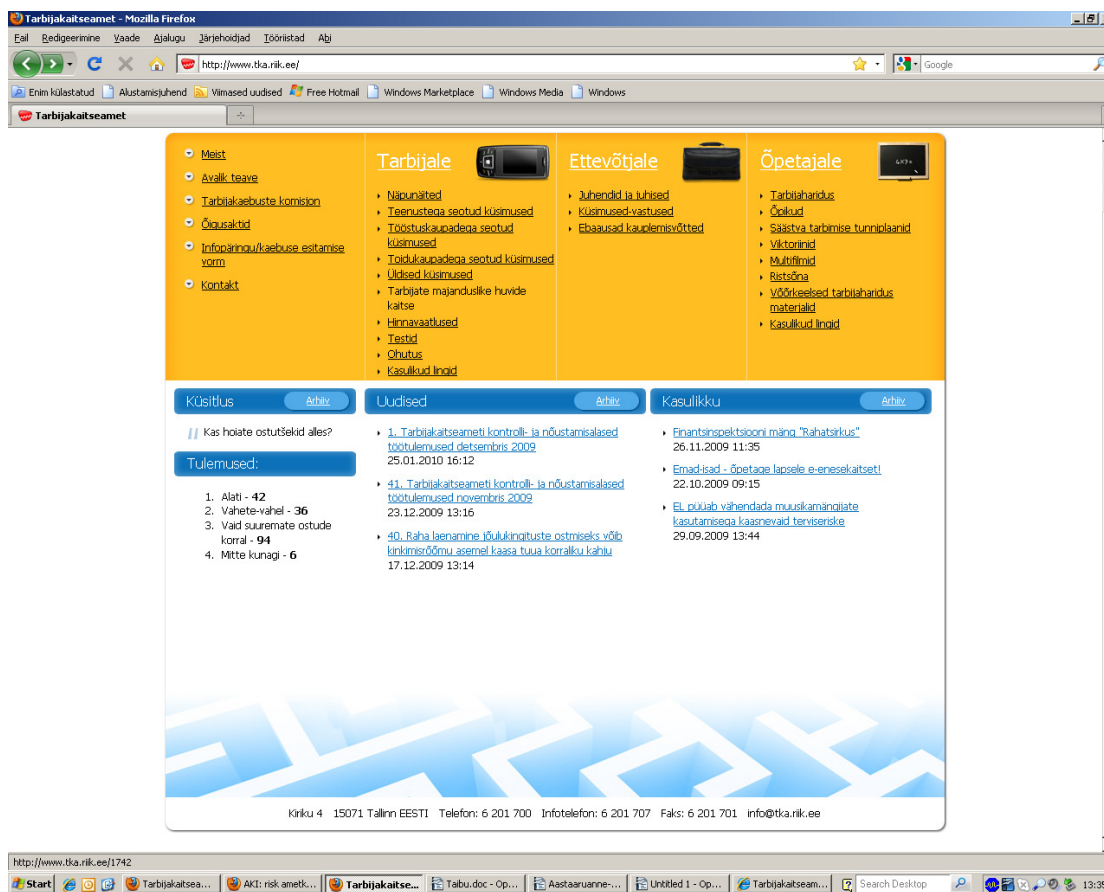 Tarbijakaitseamet - Mozilla Firefox
Fail Redigeerimine Vaade Ajalugu Järjehoidjad Tööriistad Abi
http://www.tka.riik.ee/
Google
Enim külastatud Alustamisjuhend Viimased uudised Free Hotmail Windows Marketplace Windows Media Windows
Tarbijakaitseamet
Meist
Avalik teave
Tarbijakaebuste komision
Õigusaktid
Infopäringu/kaebuse esitamise
vorm
Kontakt
Tarbijale
Näpunäited
Teenustega seotud küsimused
Tööstuskaupadega seotud
küsimused
Toidukaupadega seotud küsimused
Üldised küsimused
Tarbijate majanduslike huvide
kaitse
Hinnavaatlused
Testid
Ohutus
Kasulikud lingid
Ettevõtjale
Juhendid ja juhised
Küsimused-vastused
Ebaausad kauplemisvõtted
Õpetajale
6x7=
Tarbijaharidus
Õpikud
Säästva tarbimise tunniplaanid
Viktoriinid
Multifilmid
Ristsõna
Võõrkeelsed tarbijaharidus
materjalid
Kasulikud lingid
Küsitlus Arhiiv
Kas hoiate ostutšekid alles?
Tulemused:
1. Alati - 42
2. Vahete-vahel - 36
3. Vaid suuremate ostude
korral - 94
4. Mitte kunagi - 6
Uudised Arhiiv
1. Tarbijakaitseameti kontrolli- ja nõustamisalased
töötulemused detsembris 2009
25.01.2010 16:12
41. Tarbijakaitseameti kontrolli- ja nõustamisalased
töötulemused novembris 2009
23.12.2009 13:16
40. Raha laenamine jõulukingituste ostmiseks võib
kinkimisrõõmu asemel kaasa tuua korraliku kahju
17.12.2009 13:14
Kasulikku Arhiiv
Finantsinspektsiooni mäng "Rahatsirkus"
26.11.2009 11:35
Emad-isad - õpetage lapsele e-enesekaitset!
22.10.2009 09:15
EL püüab vähendada muusikamängijate
kasutamisega kaasnevaid terviseriske
29.09.2009 13:44
Kiriku 4 15071 Tallinn EESTI Telefon: 6 201 700 Infotelefon: 6 201 707 Faks: 6 201 701 info@tka.riik.ee
http://www.tka.riik.ee/1742
Start Tarbijakaitsea... AKI: risk ametk... Tarbijakaitse... Taibu.doc - Op... Aastaaruanne-... Untitled 1 - Op... Tarbijakaitseam... Search Desktop